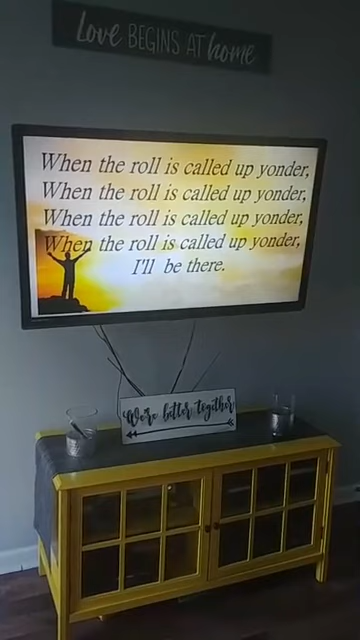 Love BEGINS AT home
When the roll is called up yonder,
When the roll is called up yonder,
When the roll is called up yonder,
When the roll is called up yonder,
I'll be there.
We're better together